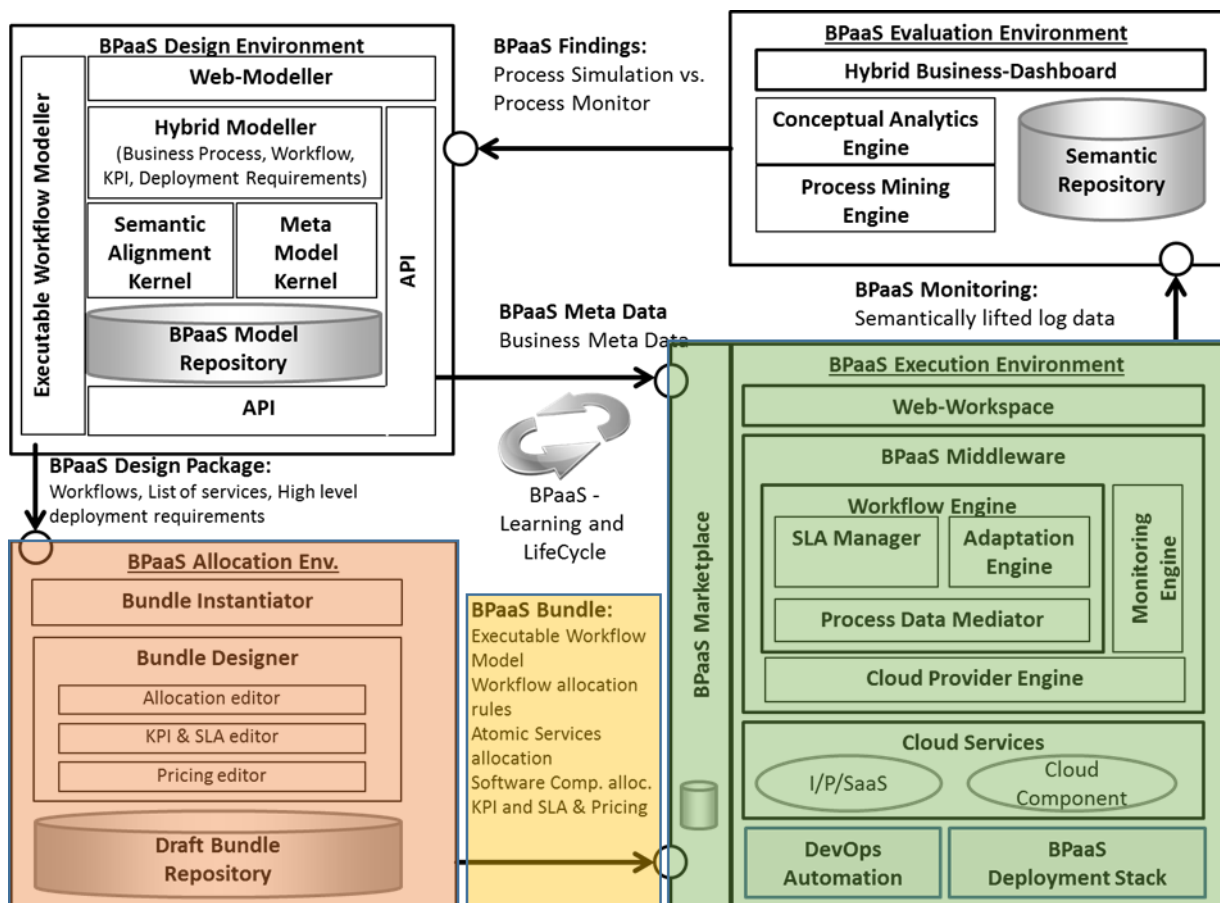 BPaaS Design Environment
Web-Modeller
Executable Workflow Modeller
Hybrid Modeller
(Business Process, Workflow,
KPI, Deployment Requirements)
Semantic
Alignment
Kernel
Meta
Model
Kernel
API
BPaaS Model
Repository
API
BPaaS Findings:
Process Simulation vs.
Process Monitor
BPaaS Evaluation Environment
Hybrid Business-Dashboard
Conceptual Analytics
Engine
Process Mining
Engine
Semantic
Repository
BPaaS Meta Data
Business Meta Data
BPaaS Monitoring:
Semantically lifted log data
BPaaS Design Package:
Workflows, List of services, High level
deployment requirements
BPaaS -
Learning and
LifeCycle
BPaaS Allocation Env.
Bundle Instantiator
Bundle Designer
Allocation editor
KPI & SLA editor
Pricing editor
Draft Bundle
Repository
BPaaS Bundle:
Executable Workflow
Model
Workflow allocation
rules
Atomic Services
allocation
Software Comp. alloc.
KPI and SLA & Pricing
BPaaS Marketplace
BPaaS Execution Environment
Web-Workspace
BPaaS Middleware
Workflow Engine
SLA Manager
Adaptation
Engine
Process Data Mediator
Monitoring
Engine
Cloud Provider Engine
Cloud Services
I/P/SaaS
Cloud
Component
DevOps
Automation
BPaaS
Deployment Stack